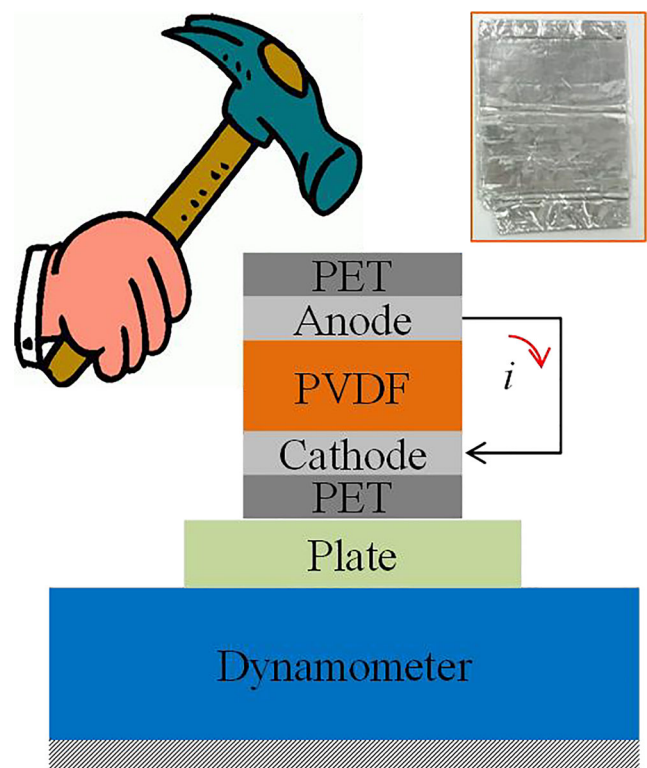 PET
Anode
PVDF
i
Cathode
PET
Plate
Dynamometer